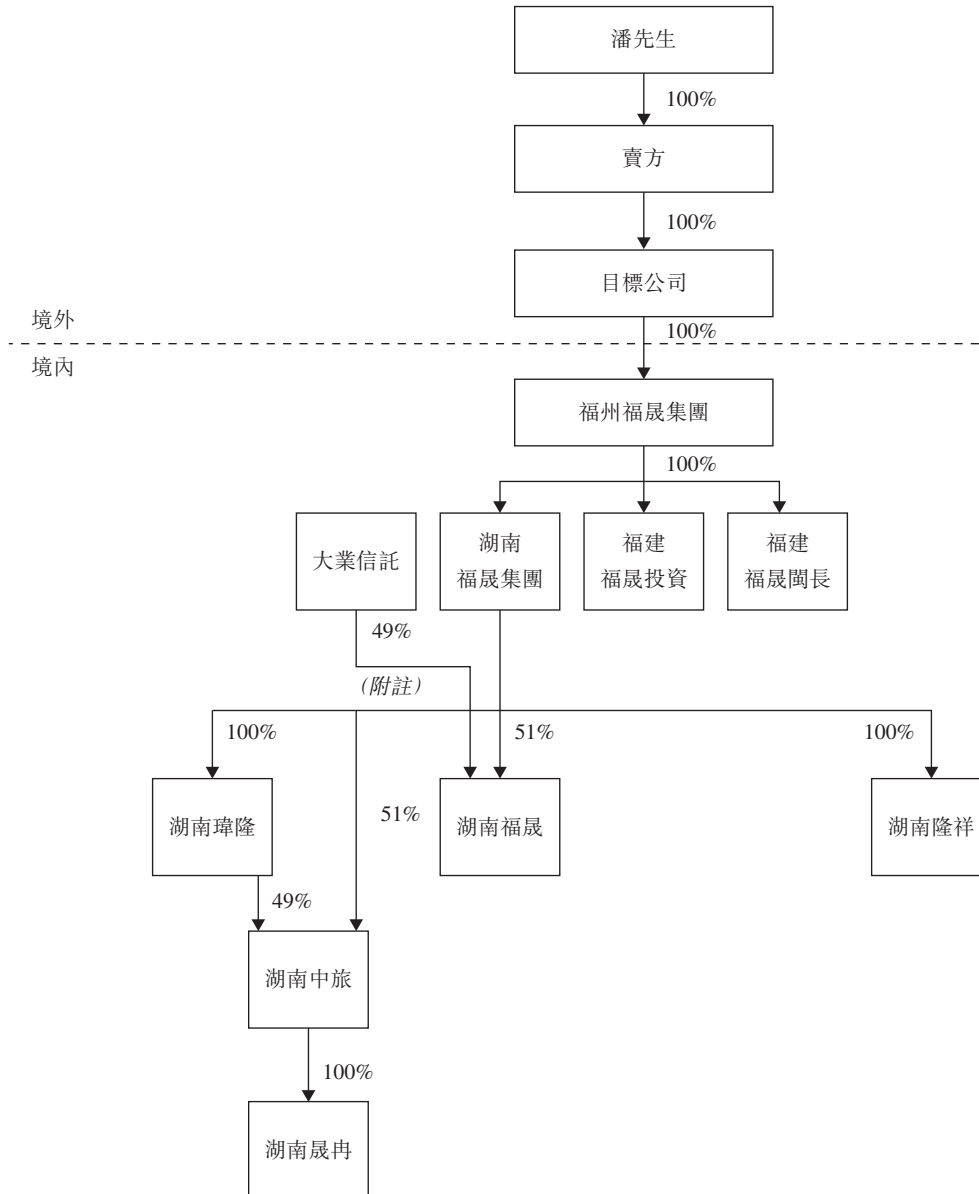 潘先生
100%
賣方
100%
目標公司
境外
100%
境內
福州福晟集團
100%
大業信託
湖南
福晟集團
福建
福晟投資
福建
福晟閩長
49%
(附註)
100%
51%
100%
湖南瑋隆
51%
湖南福晟
湖南隆祥
49%
湖南中旅
100%
湖南晟冉